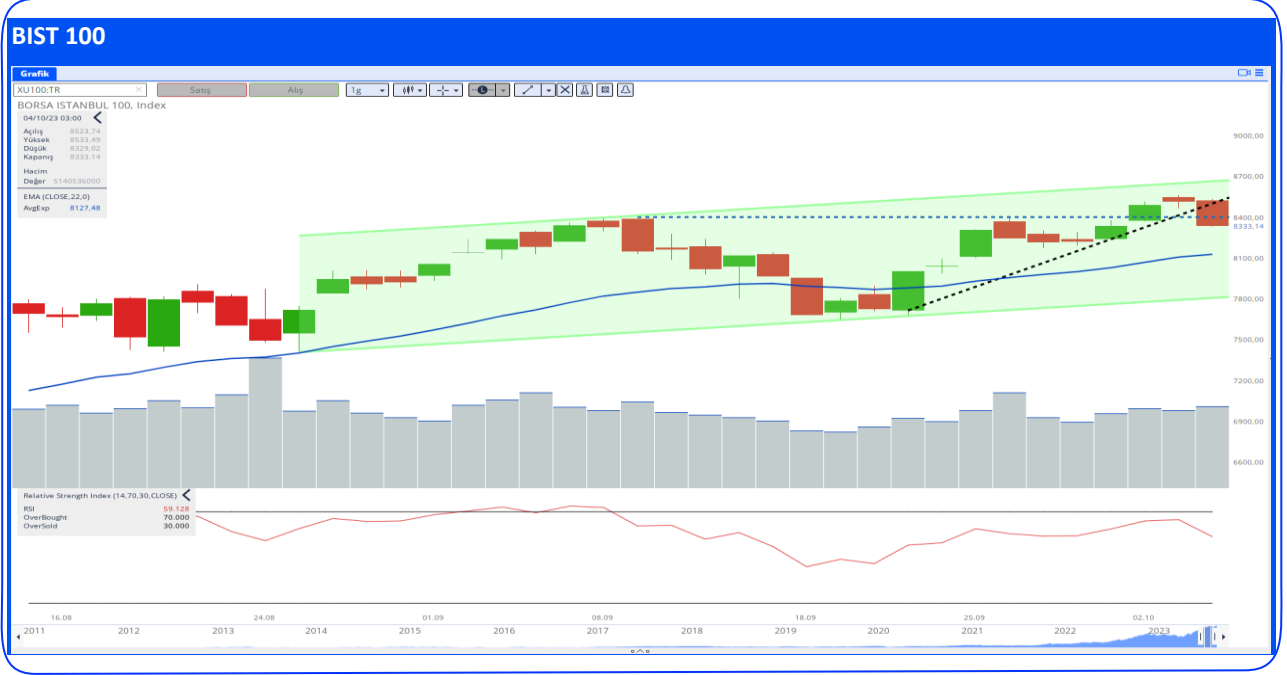 BIST 100
Grafik
XU100:TR
Satış
Alış
1g
L
BORSA ISTANBUL 100, Index
04/10/23 03:00
Açılış 8523,74
Yüksek 8533,49
Düşük 8329,02
Kapanış 8333,14
Hacim
Değer 5140536000
EMA (CLOSE,22,0)
AvgExp 8127,48
9000,00
8700,00
8400,00
8333,14
8100,00
7800,00
7500,00
7200,00
6900,00
6600,00
Relative Strength Index (14,70,30,CLOSE)
RSI 59.128
OverBought 70.000
OverSold 30.000
16.08 24.08 01.09 08.09 18.09 25.09 02.10
2011 2012 2013 2014 2015 2016 2017 2018 2019 2020 2021 2022 2023